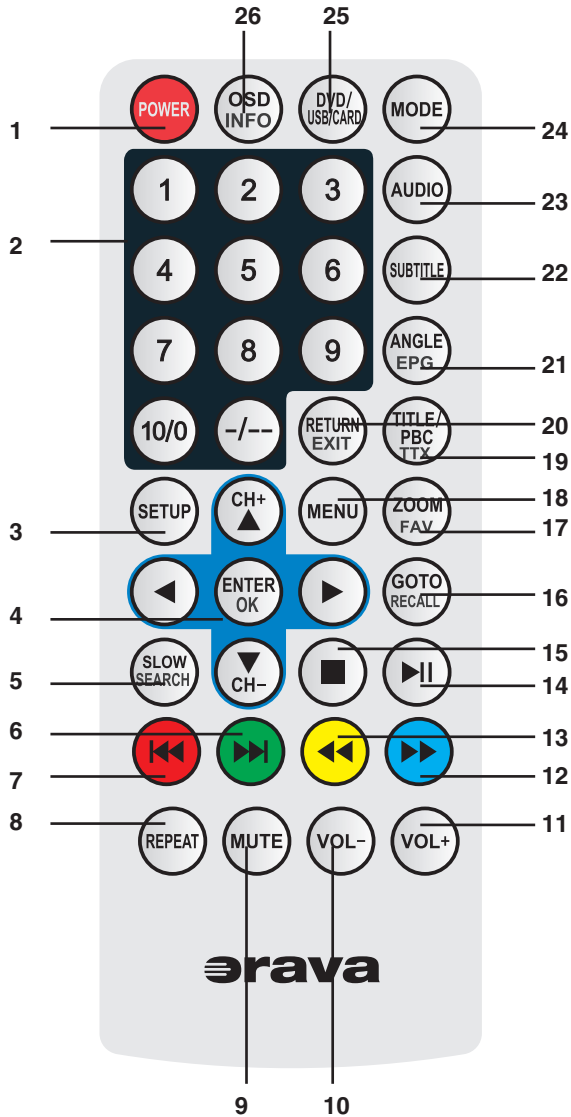 26 25
POWER OSD INFO DVD/ USB/CARD MODE
1 24
1 2 3 AUDIO
2 23
4 5 6 SUBTITLE
22
7 8 9 ANGLE EPG
21
10/0 -/-- RETURN EXIT TITLE/ PBC TTX
20
19
SETUP CH+ MENU ZOOM FAV
18
3 17
ENTER OK GOTO RECALL
4 16
SLOW SEARCH CH−
15
5 14
6 13
7 12
8 11
REPEAT MUTE VOL− VOL+
orava
9 10